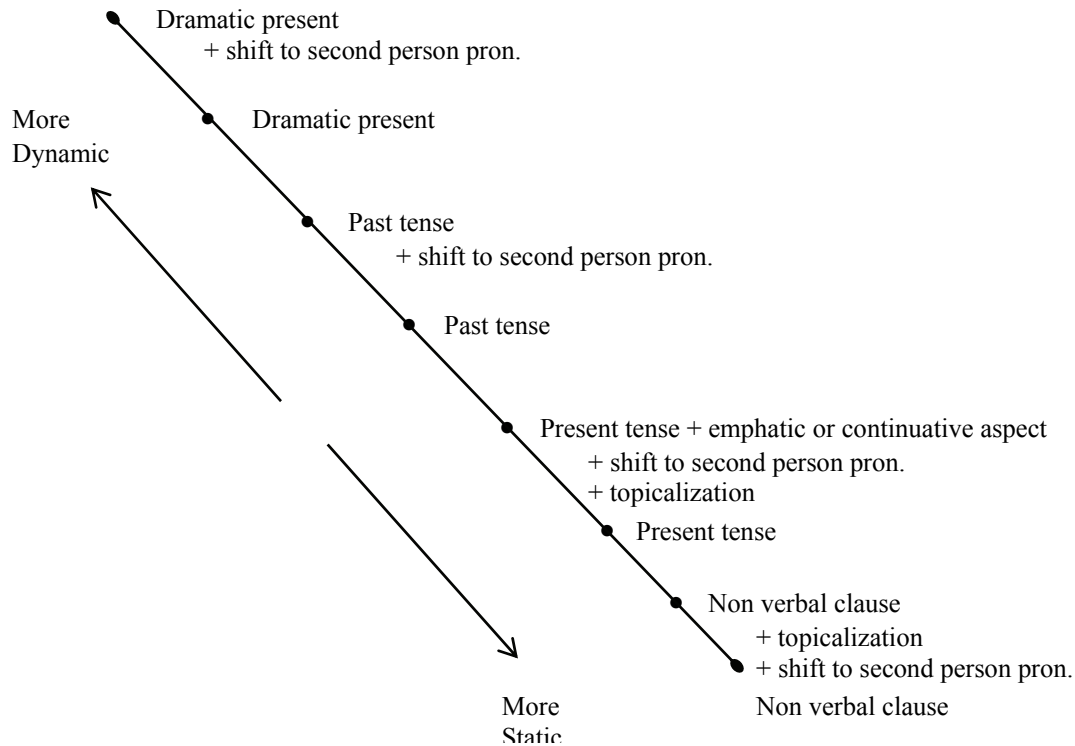 Dramatic present
+ shift to second person pron.
More
Dynamic
Dramatic present
Past tense
+ shift to second person pron.
Past tense
Present tense + emphatic or continuative aspect
+ shift to second person pron.
+ topicalization
Present tense
Non verbal clause
+ topicalization
+ shift to second person pron.
Non verbal clause
More
Static